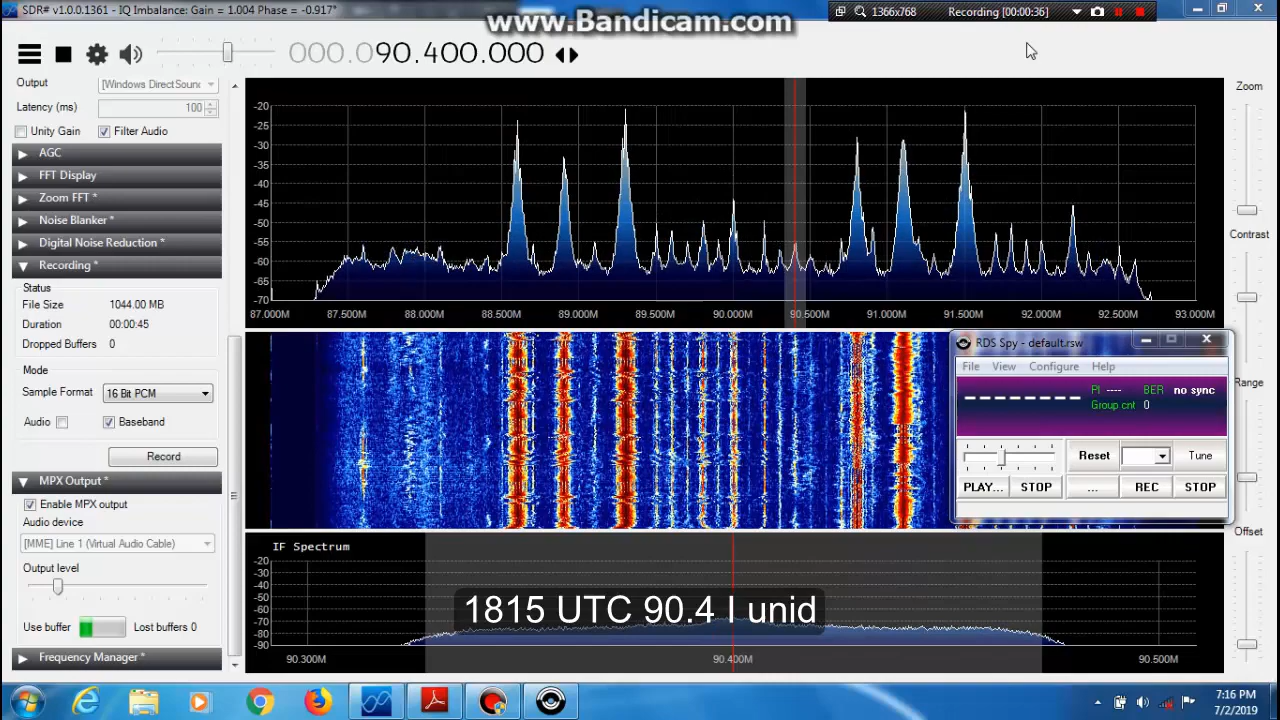 SDR# v1.0.0.1361 - IQ Imbalance: Gain = 1.004 Phase = -0.917°
www.Bandicam.com
1366x768
Recording [00:00:36]
000.090.400.000
Output
[Windows DirectSound
Latency (ms)
100
Unity Gain
Filter Audio
AGC
FFT Display
Zoom FFT *
Noise Blanker *
Digital Noise Reduction *
Recording *
Status
File Size 1044.00 MB
Duration 00:00:45
Dropped Buffers 0
Mode
Sample Format 16 Bit PCM
Audio
Baseband
Record
MPX Output *
Enable MPX output
Audio device
[MME] Line 1 (Virtual Audio Cable)
Output level
Use buffer
Lost buffers 0
Frequency Manager *
-20
-25
-30
-35
-40
-45
-50
-55
-60
-65
-70
87.000M 87.500M 88.000M 88.500M 89.000M 89.500M 90.000M 90.500M 91.000M 91.500M 92.000M 92.500M 93.000M
Zoom
Contrast
Range
Offset
RDS Spy - default.rsw
File View Configure Help
--------
PI ---- BER no sync
Group cnt 0
Reset
Tune
PLAY... STOP ... REC STOP
IF Spectrum
-20
-30
-40
-50
-60
-70
-80
-90
90.300M 90.400M 90.500M
1815 UTC 90.4 I unid
7:16 PM
7/2/2019